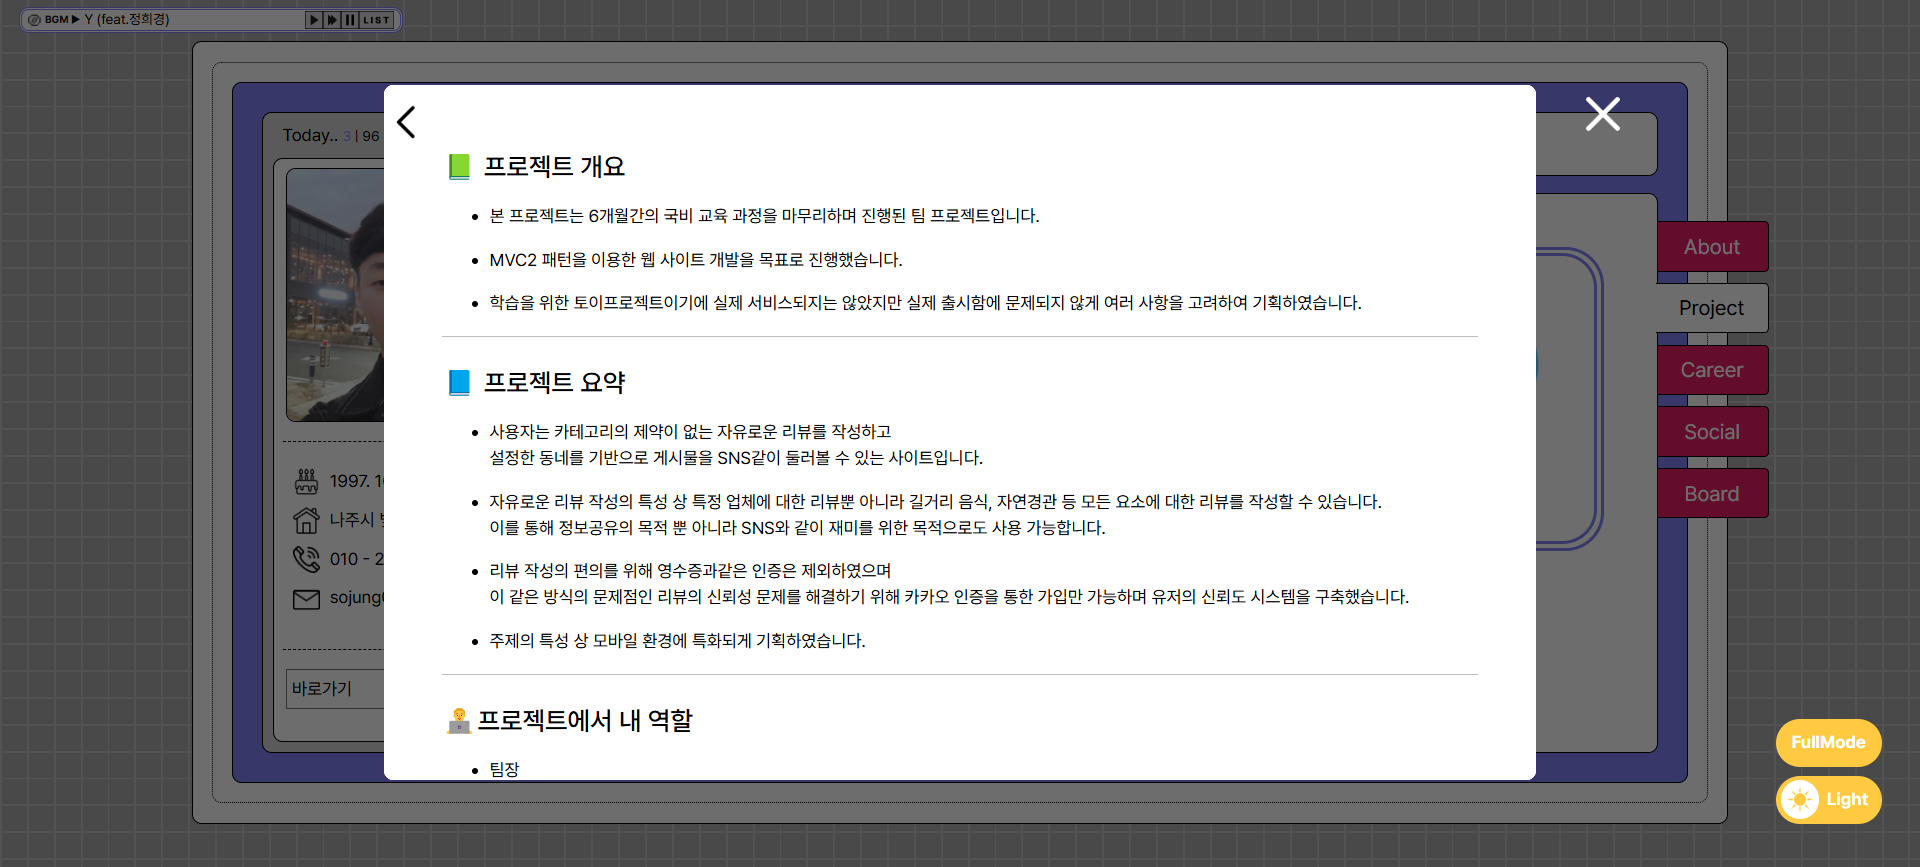 BGM ▶ Y (feat.정희경)
LIST
Today.. 3 | 96
프로젝트 개요
본 프로젝트는 6개월간의 국비 교육 과정을 마무리하며 진행된 팀 프로젝트입니다.
MVC2 패턴을 이용한 웹 사이트 개발을 목표로 진행했습니다.
학습을 위한 토이프로젝트이기에 실제 서비스되지는 않았지만 실제 출시함에 문제되지 않게 여러 사항을 고려하여 기획하였습니다.
프로젝트 요약
사용자는 카테고리의 제약이 없는 자유로운 리뷰를 작성하고
설정한 동네를 기반으로 게시물을 SNS같이 둘러볼 수 있는 사이트입니다.
자유로운 리뷰 작성의 특성 상 특정 업체에 대한 리뷰뿐 아니라 길거리 음식, 자연경관 등 모든 요소에 대한 리뷰를 작성할 수 있습니다.
이를 통해 정보공유의 목적 뿐 아니라 SNS와 같이 재미를 위한 목적으로도 사용 가능합니다.
리뷰 작성의 편의를 위해 영수증과같은 인증은 제외하였으며
이 같은 방식의 문제점인 리뷰의 신뢰성 문제를 해결하기 위해 카카오 인증을 통한 가입만 가능하며 유저의 신뢰도 시스템을 구축했습니다.
주제의 특성 상 모바일 환경에 특화되게 기획하였습니다.
프로젝트에서 내 역할
팀장
1997. 1
나주시
010 - 2
sojung
바로가기
About
Project
Career
Social
Board
FullMode
Light